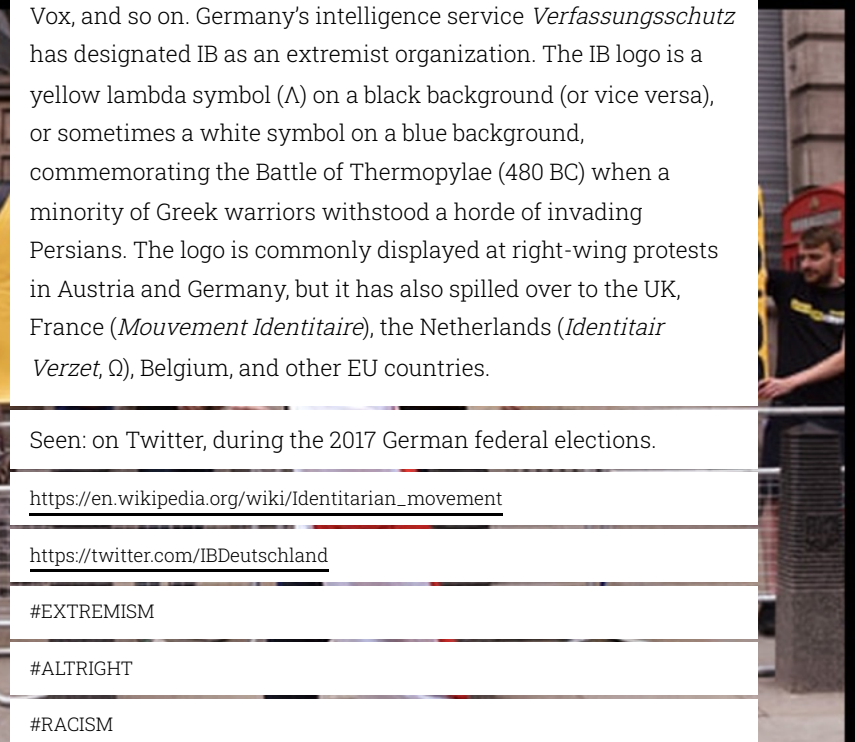 Vox, and so on. Germany’s intelligence service Verfassungsschutz
has designated IB as an extremist organization. The IB logo is a
yellow lambda symbol (Λ) on a black background (or vice versa),
or sometimes a white symbol on a blue background,
commemorating the Battle of Thermopylae (480 BC) when a
minority of Greek warriors withstood a horde of invading
Persians. The logo is commonly displayed at right-wing protests
in Austria and Germany, but it has also spilled over to the UK,
France (Mouvement Identitaire), the Netherlands (Identitair
Verzet, Ω), Belgium, and other EU countries.
Seen: on Twitter, during the 2017 German federal elections.
https://en.wikipedia.org/wiki/Identitarian_movement
https://twitter.com/IBDeutschland
#EXTREMISM
#ALTRIGHT
#RACISM